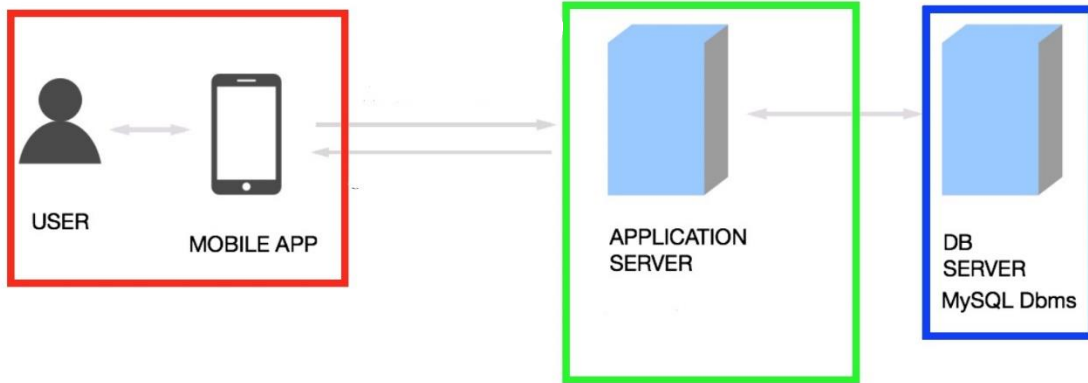 USER
MOBILE APP
APPLICATION
SERVER
DB
SERVER
MySQL Dbms